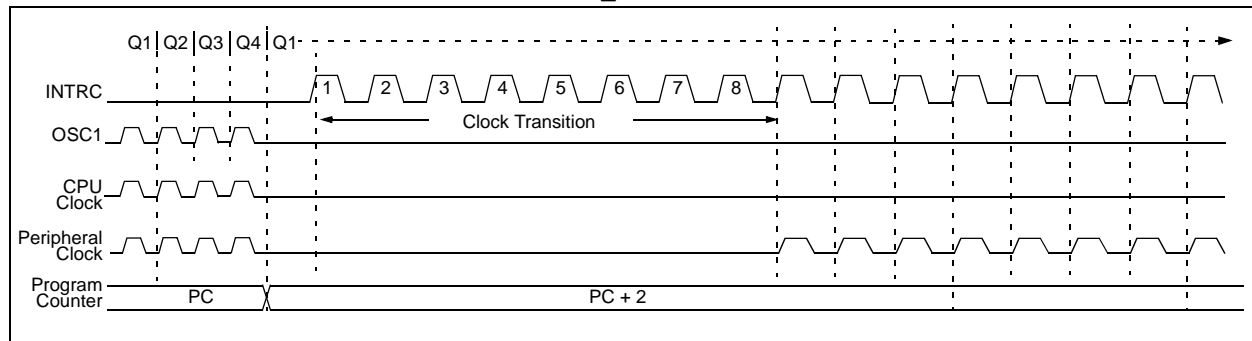 Q1 Q2 Q3 Q4 Q1
INTRC
1 2 3 4 5 6 7 8
Clock Transition
OSC1
CPU
Clock
Peripheral
Clock
Program
Counter
PC
PC + 2